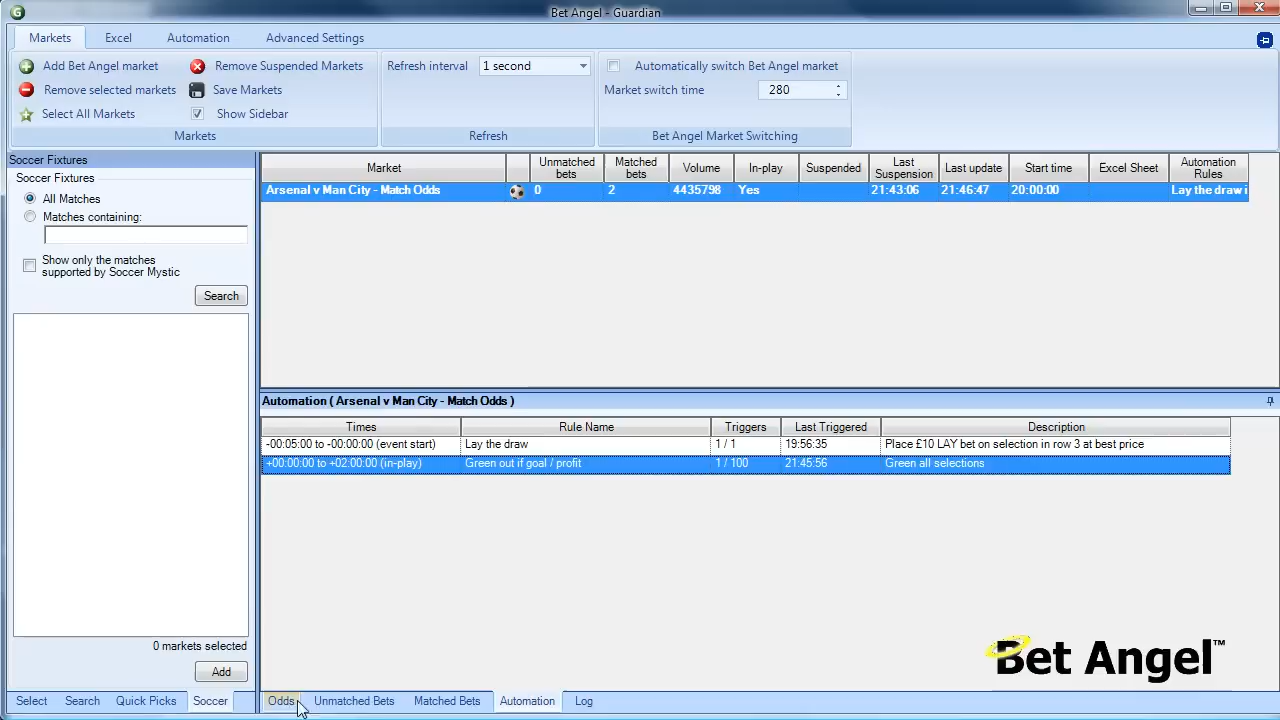 Bet Angel - Guardian
Markets Excel Automation Advanced Settings
Add Bet Angel market Remove Suspended Markets Refresh interval 1 second Automatically switch Bet Angel market
Remove selected markets Save Markets Market switch time 280
Select All Markets Show Sidebar
Markets Refresh Bet Angel Market Switching
Soccer Fixtures
Soccer Fixtures
All Matches
Matches containing:
Show only the matches
supported by Soccer Mystic
Search
0 markets selected
Add
Select Search Quick Picks Soccer
Market Unmatched bets Matched bets Volume In-play Suspended Last Suspension Last update Start time Excel Sheet Automation Rules
Arsenal v Man City - Match Odds 0 2 4435798 Yes 21:43:06 21:46:47 20:00:00 Lay the draw i
Automation ( Arsenal v Man City - Match Odds )
Times Rule Name Triggers Last Triggered Description
-00:05:00 to -00:00:00 (event start) Lay the draw 1 / 1 19:56:35 Place £10 LAY bet on selection in row 3 at best price
+00:00:00 to +02:00:00 (in-play) Green out if goal / profit 1 / 100 21:45:56 Green all selections
Bet Angel™
Odds Unmatched Bets Matched Bets Automation Log